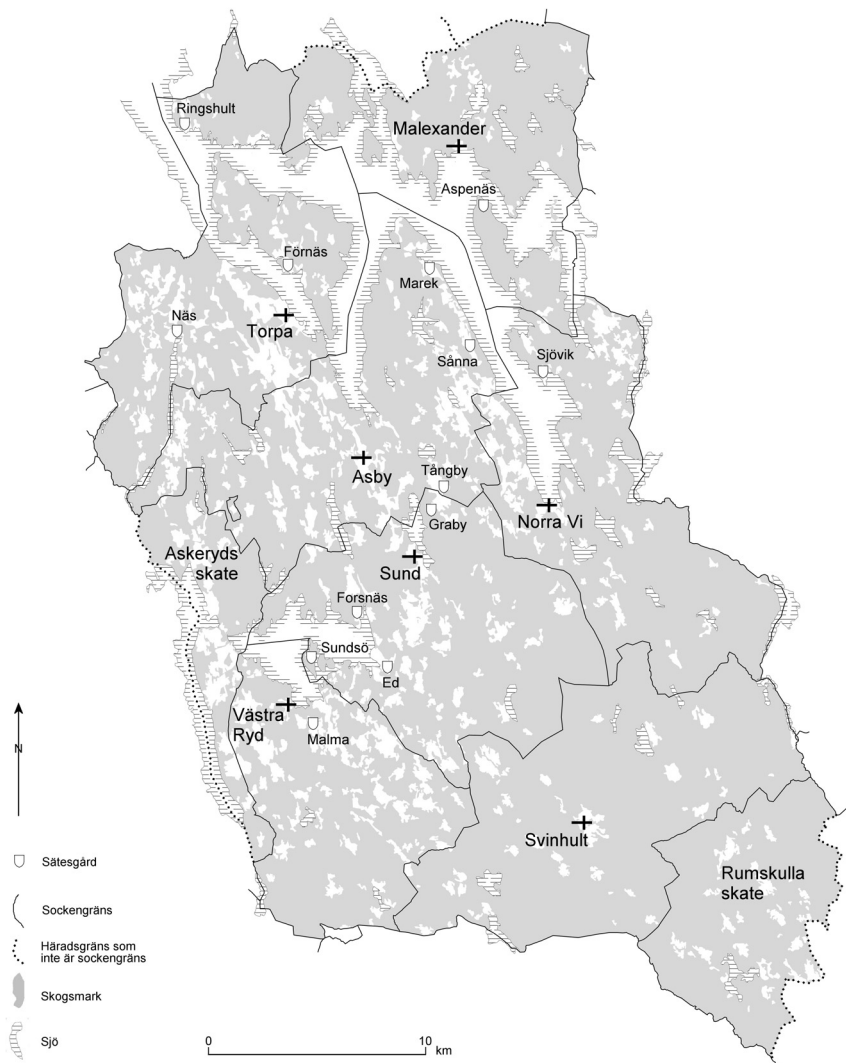 Ringshult
Malexander
Aspenäs
Förnäs
Marek
Näs
Torpa
Sånna
Sjövik
Asby
Tångby
Graby
Norra Vi
Askeryds
skate
Sund
Forsnäs
Sundsö
Ed
Västra
Ryd
Malma
N
Svinhult
Rumskulla
skate
Sätesgård
Sockengräns
Häradsgräns som
inte är sockengräns
Skogsmark
Sjö
0 10
km